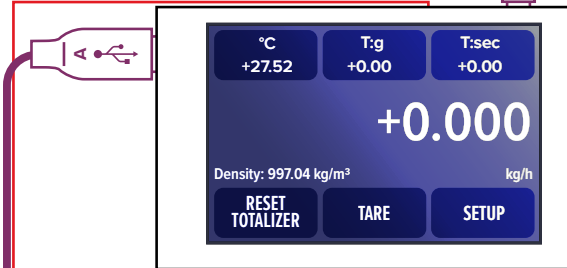 A
°C T:g T:sec
+27.52 +0.00 +0.00
+0.000
Density: 997.04 kg/m³ kg/h
RESET TOTALIZER TARE SETUP